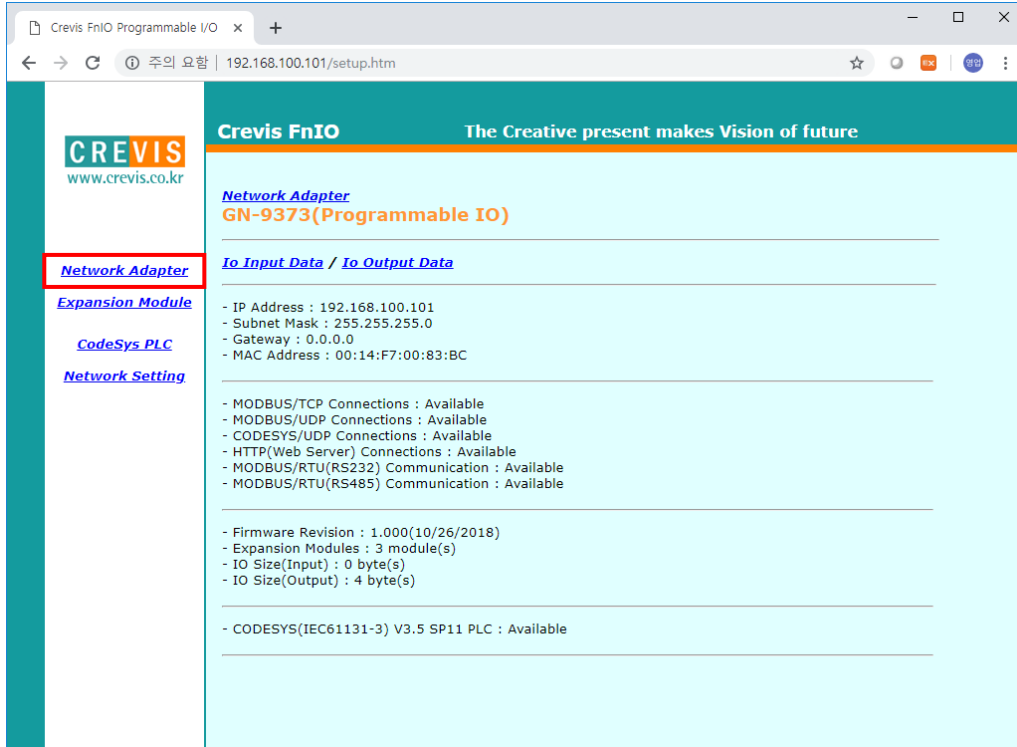 Crevis FnIO Programmable I/O
주의 요함 | 192.168.100.101/setup.htm
영업
CREVIS
www.crevis.co.kr
Network Adapter
Expansion Module
CodeSys PLC
Network Setting
Crevis FnIO The Creative present makes Vision of future
Network Adapter
GN-9373(Programmable IO)
Io Input Data / Io Output Data
- IP Address : 192.168.100.101
- Subnet Mask : 255.255.255.0
- Gateway : 0.0.0.0
- MAC Address : 00:14:F7:00:83:BC
- MODBUS/TCP Connections : Available
- MODBUS/UDP Connections : Available
- CODESYS/UDP Connections : Available
- HTTP(Web Server) Connections : Available
- MODBUS/RTU(RS232) Communication : Available
- MODBUS/RTU(RS485) Communication : Available
- Firmware Revision : 1.000(10/26/2018)
- Expansion Modules : 3 module(s)
- IO Size(Input) : 0 byte(s)
- IO Size(Output) : 4 byte(s)
- CODESYS(IEC61131-3) V3.5 SP11 PLC : Available